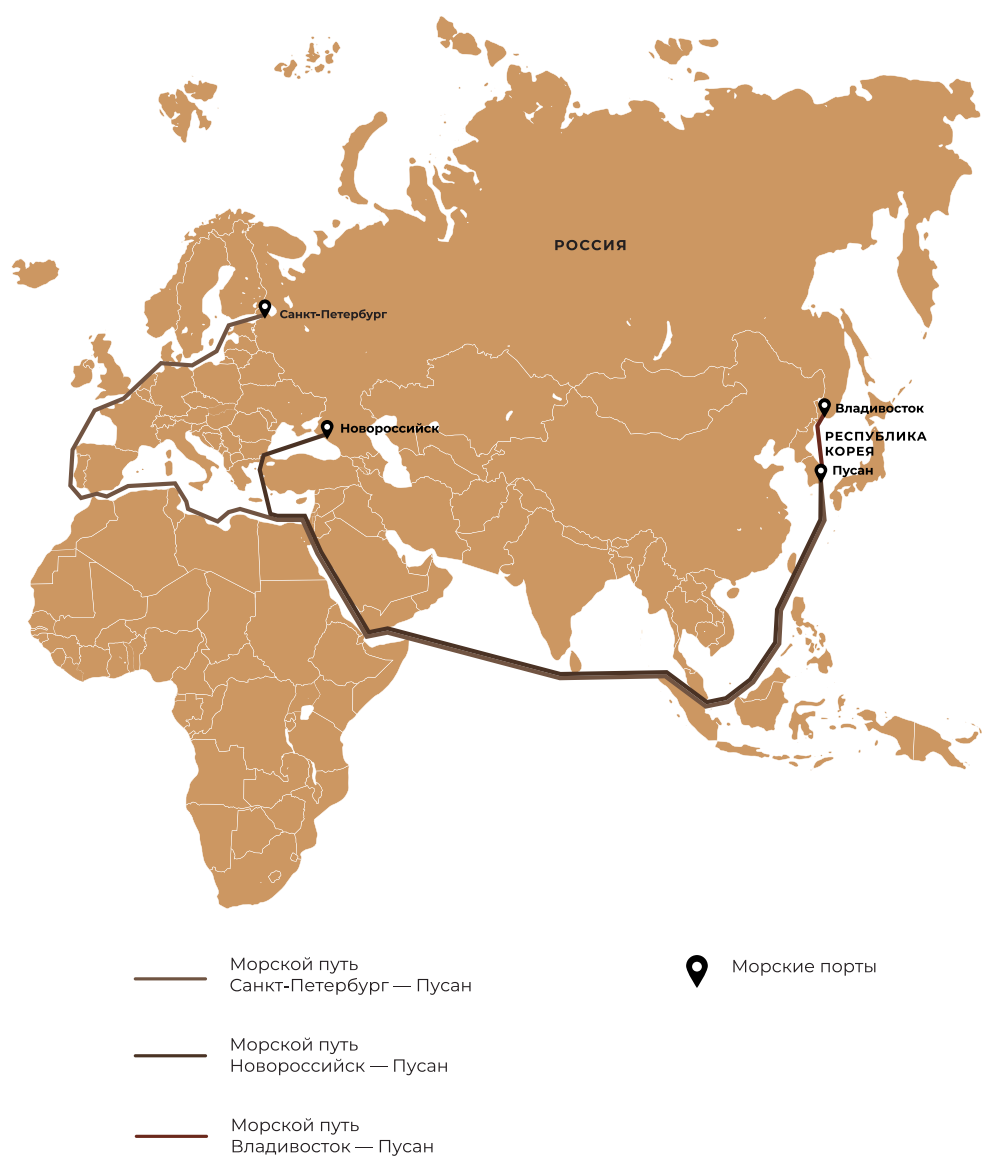 РОССИЯ
Санкт-Петербург
Новороссийск
Владивосток
РЕСПУБЛИКА
КОРЕЯ
Пусан
Морской путь
Санкт-Петербург — Пусан
Морские порты
Морской путь
Новороссийск — Пусан
Морской путь
Владивосток — Пусан